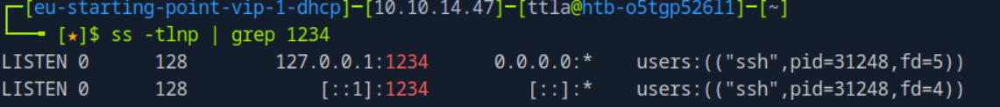 ┌─[eu-starting-point-vip-1-dhcp]─[10.10.14.47]─[ttla@htb-o5tgp526l1]─[~]
└──╼ [★]$ ss -tlnp | grep 1234
LISTEN 0      128        127.0.0.1:1234      0.0.0.0:*    users:(("ssh",pid=31248,fd=5))
LISTEN 0      128            [::1]:1234         [::]:*    users:(("ssh",pid=31248,fd=4))